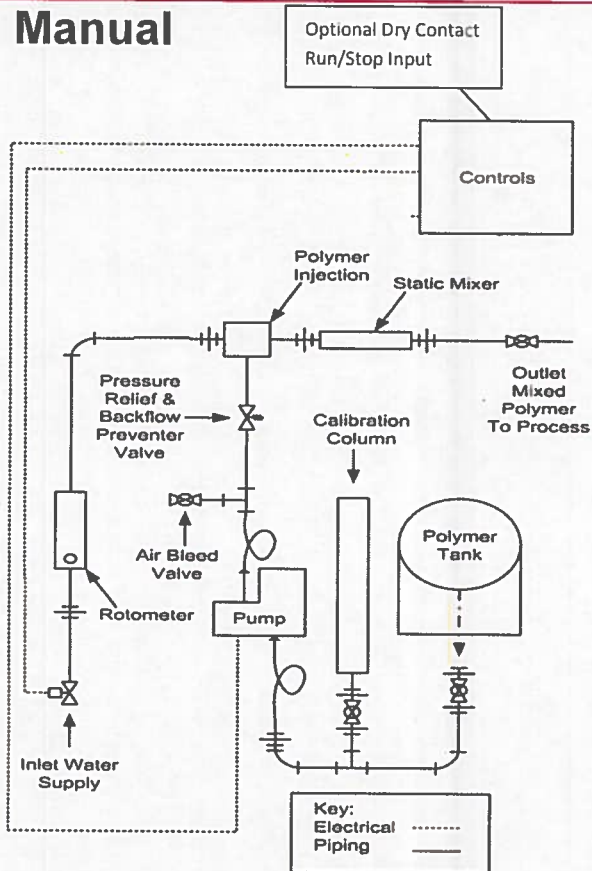 Manual
Optional Dry Contact
Run/Stop Input
Controls
Polymer
Injection
Static Mixer
Pressure
Relief &
Backflow
Preventer
Valve
Calibration
Column
Outlet
Mixed
Polymer
To Process
Air Bleed
Valve
Polymer
Tank
Rotometer
Pump
Inlet Water
Supply
Key:
Electrical
Piping